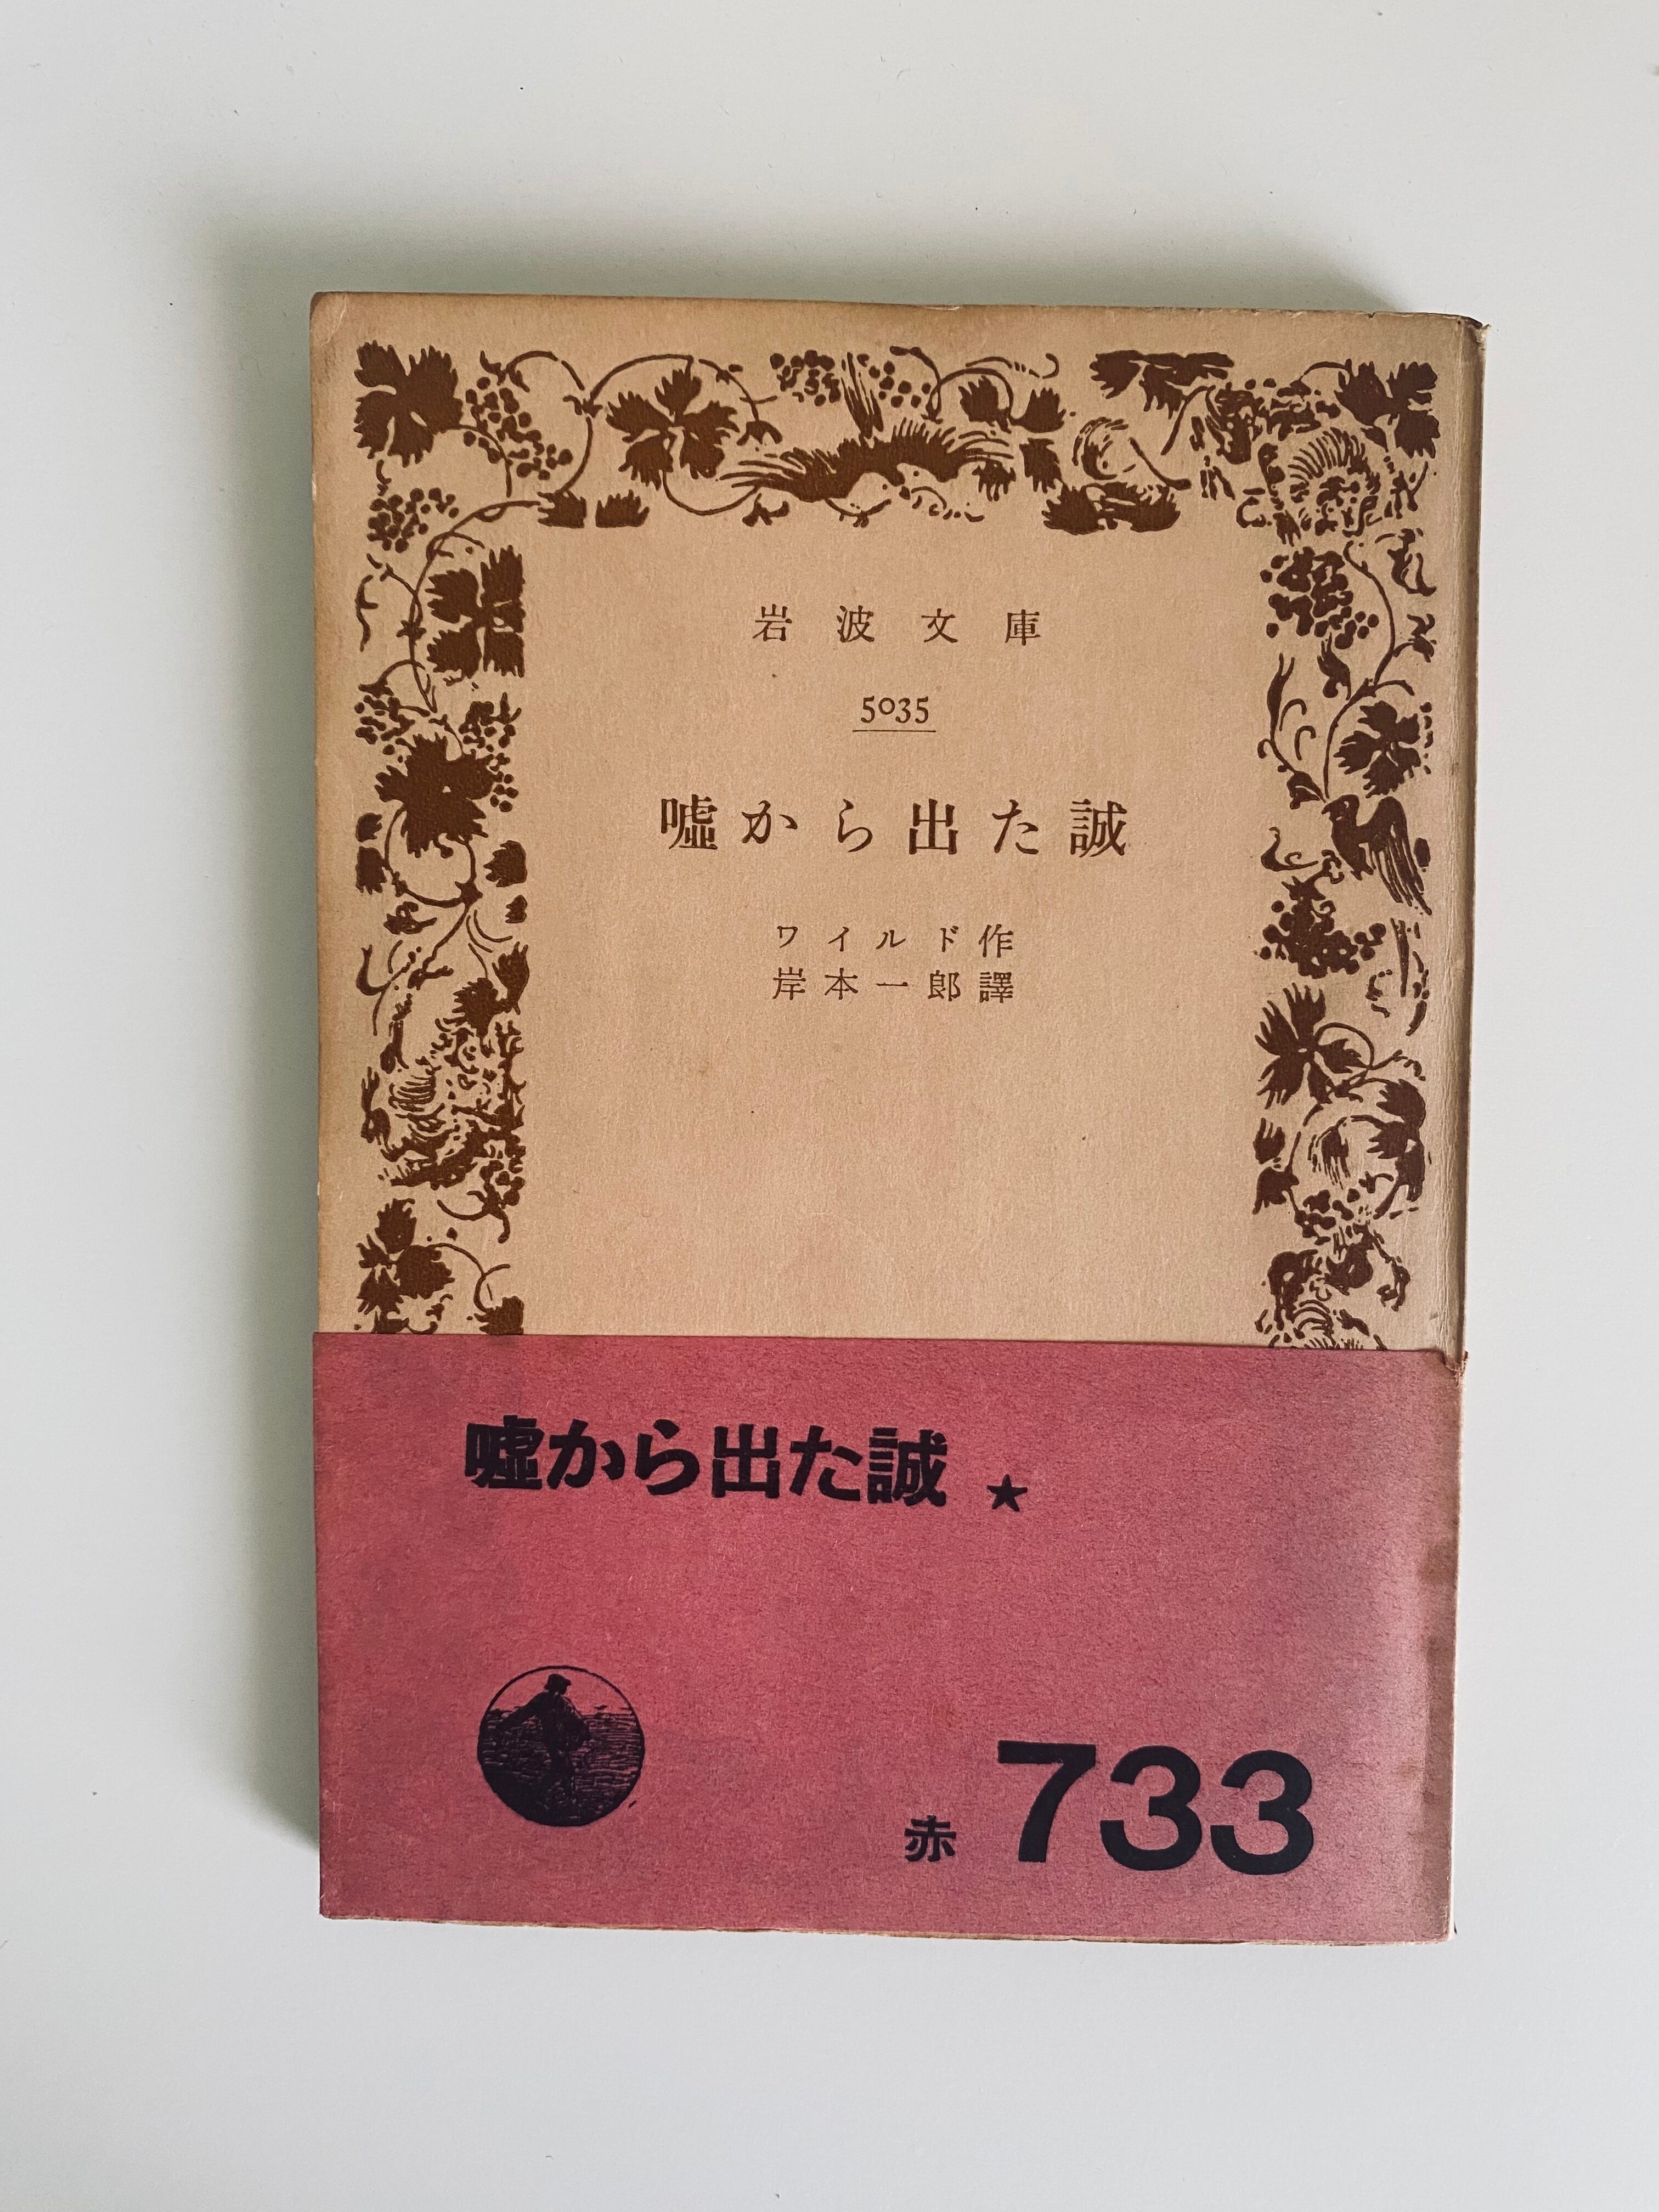 岩波文庫
5035
嘘から出た誠
ワイルド作
岸本一郎譯
嘘から出た誠 ★
赤 733